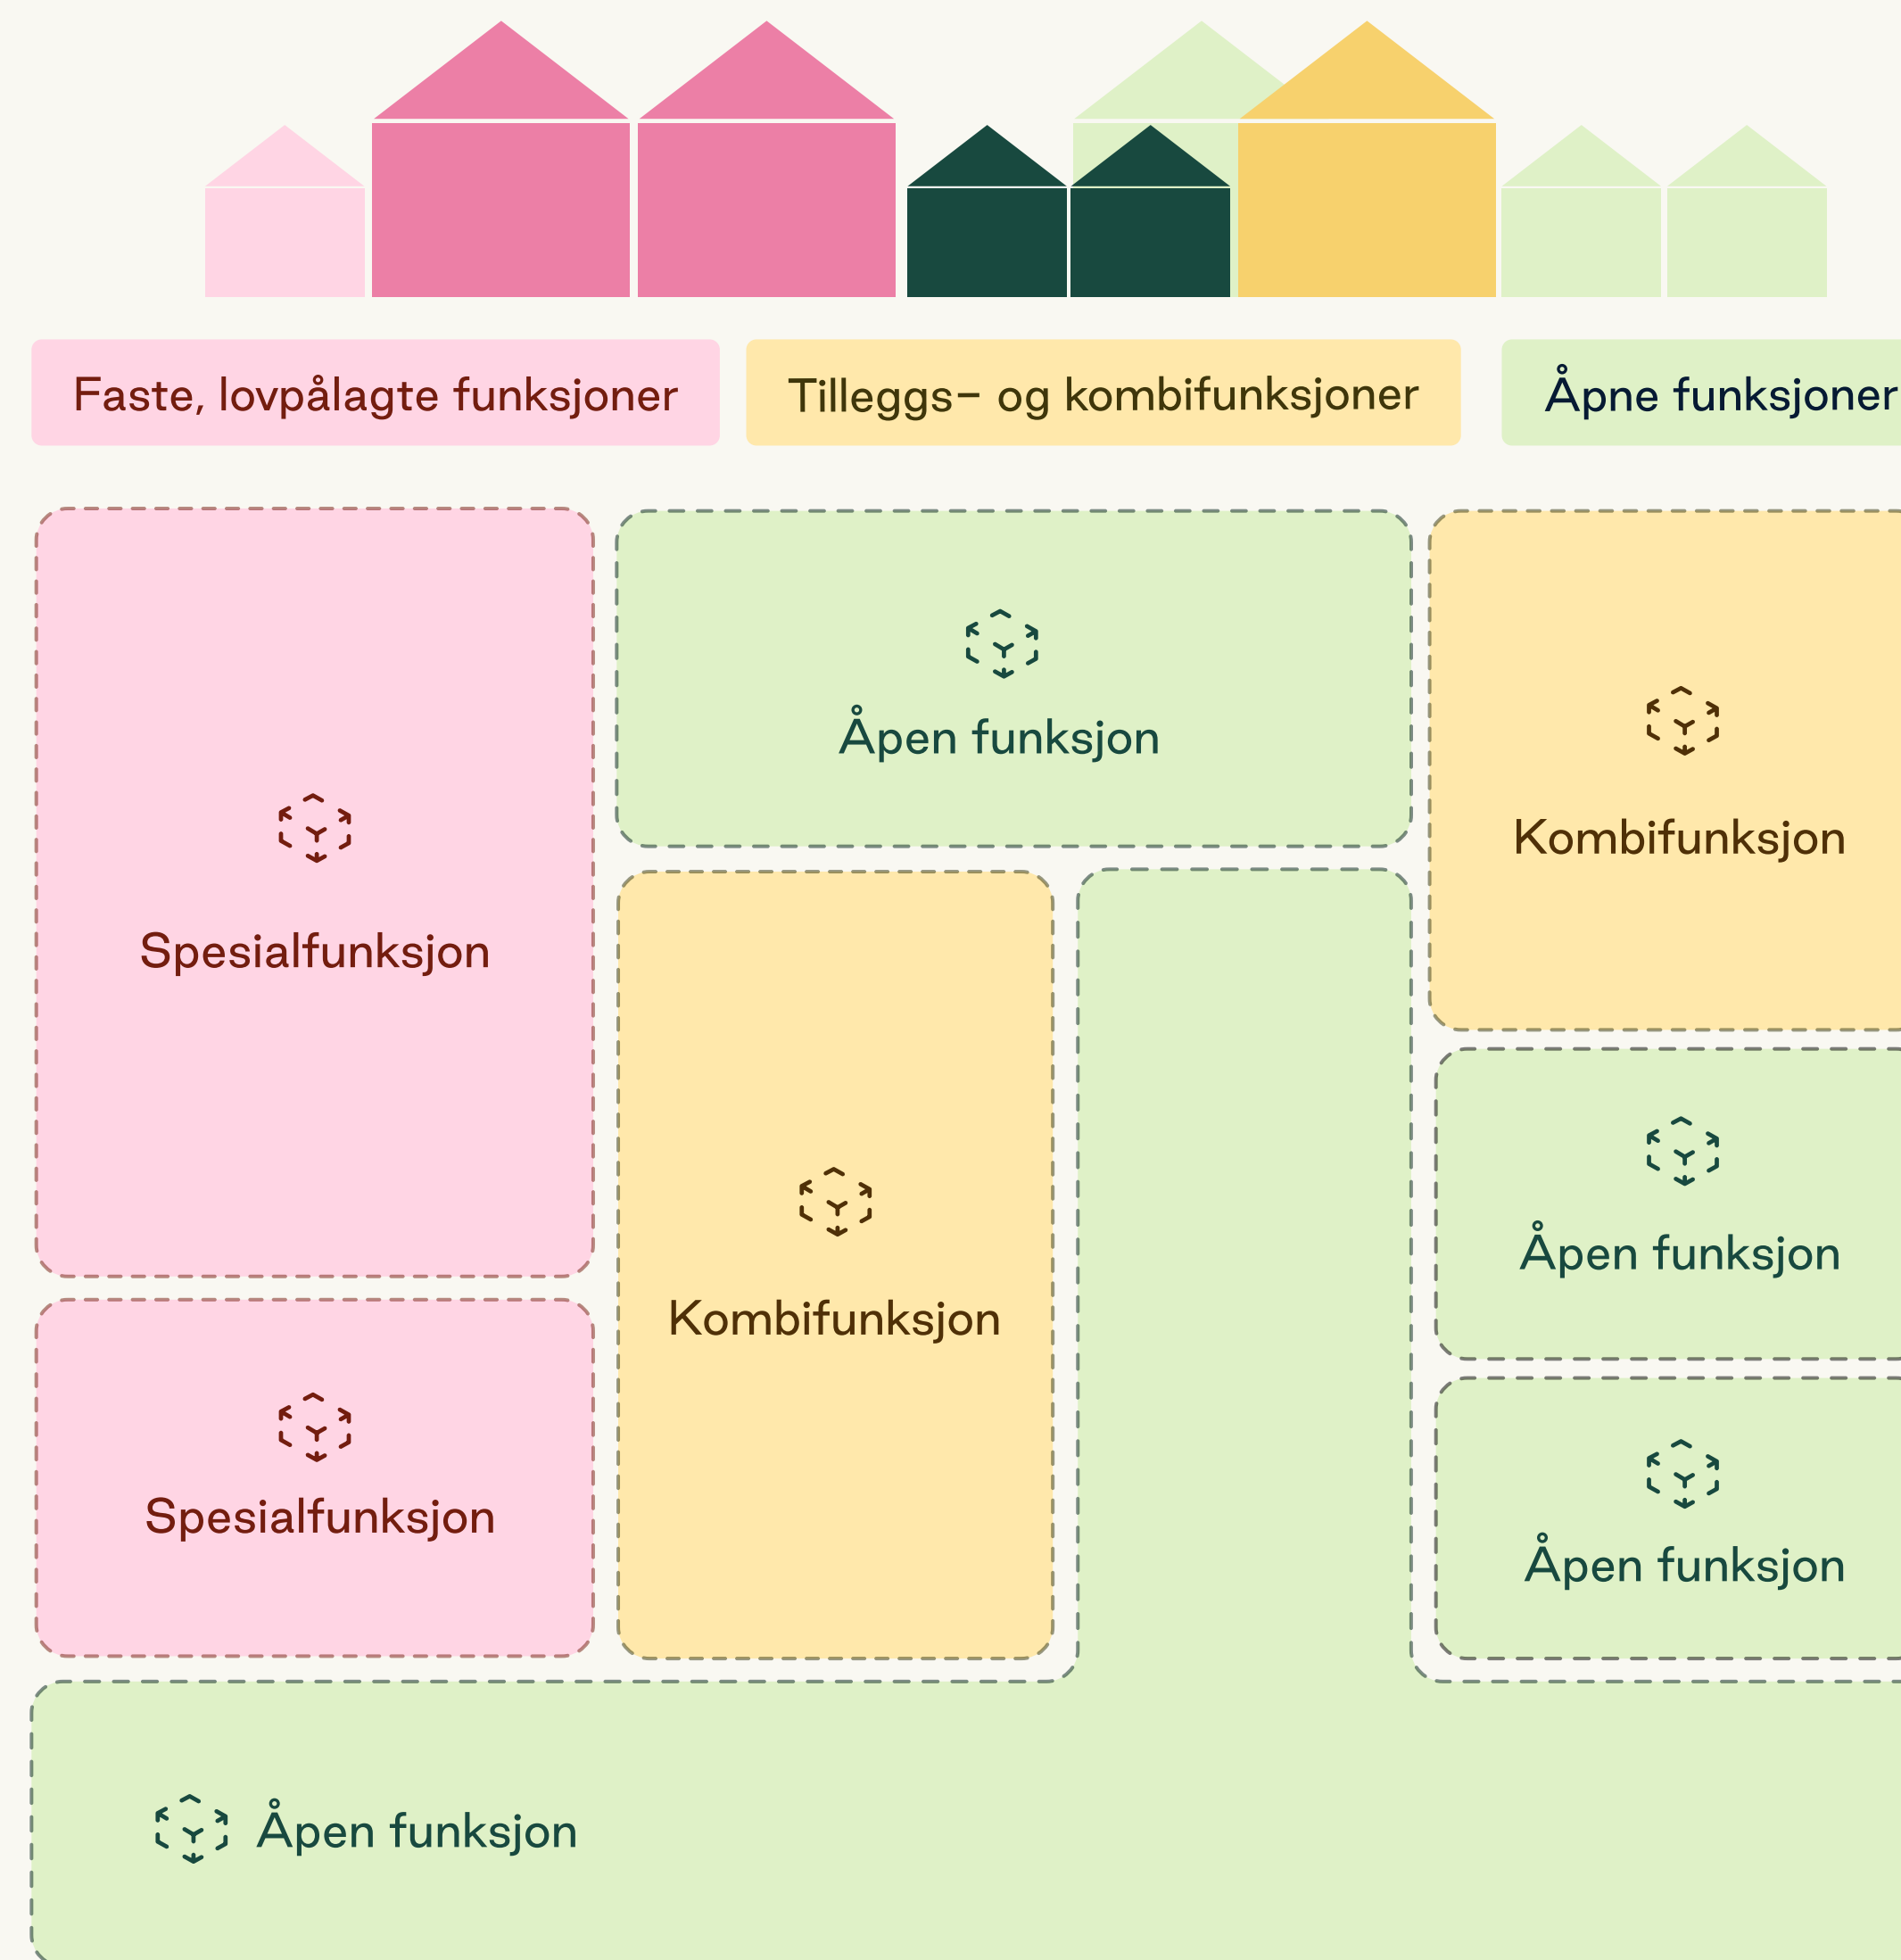 Faste, lovpålagte funksjoner
Tilleggs- og kombifunksjoner
Åpne funksjoner
Åpen funksjon
Kombifunksjon
Spesialfunksjon
Åpen funksjon
Kombifunksjon
Spesialfunksjon
Åpen funksjon
Åpen funksjon